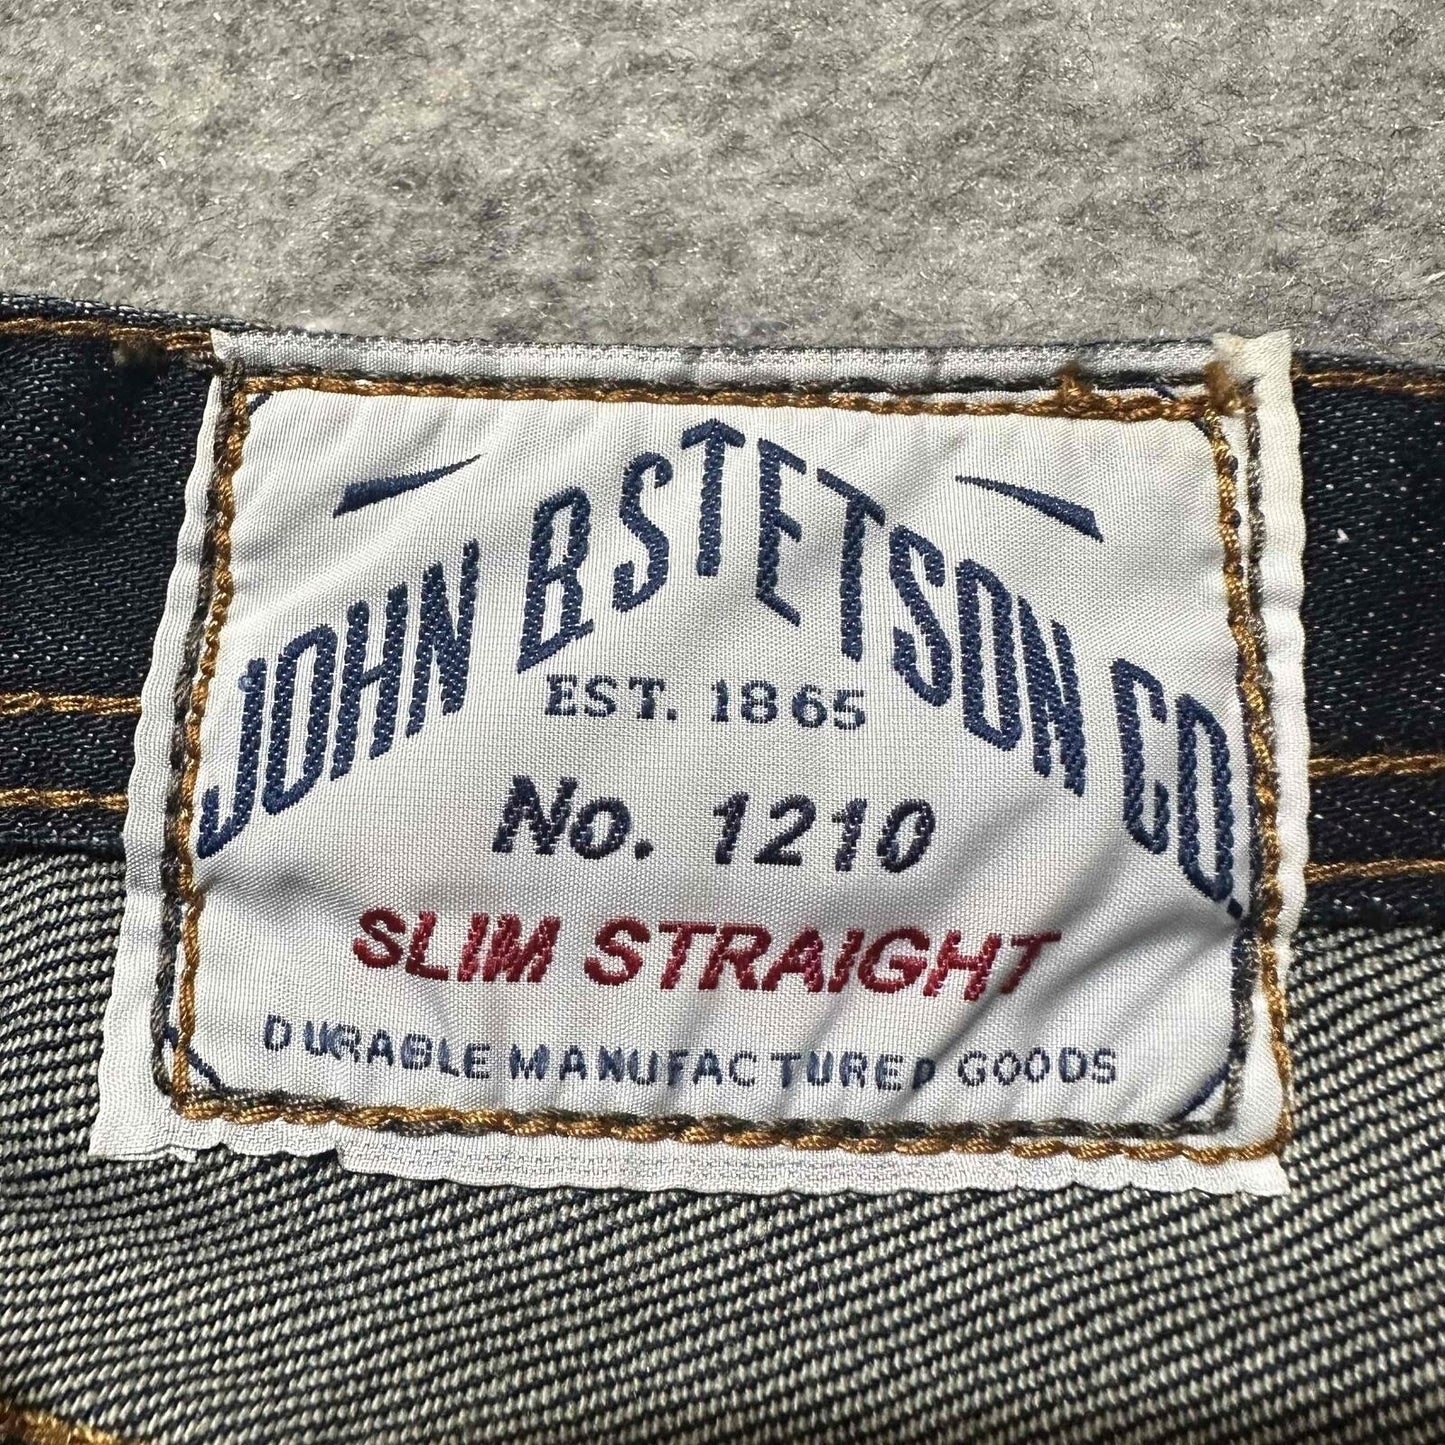 JOHN B. STETSON CO.
EST. 1865
No. 1210
SLIM STRAIGHT
DURABLE MANUFACTURED GOODS